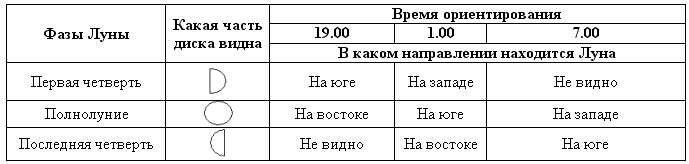 Фазы Луны
Какая часть
диска видна
Время ориентирования
19.00 1.00 7.00
В каком направлении находится Луна
Первая четверть На юге На западе Не видно
Полнолуние На востоке На юге На западе
Последняя четверть Не видно На востоке На юге